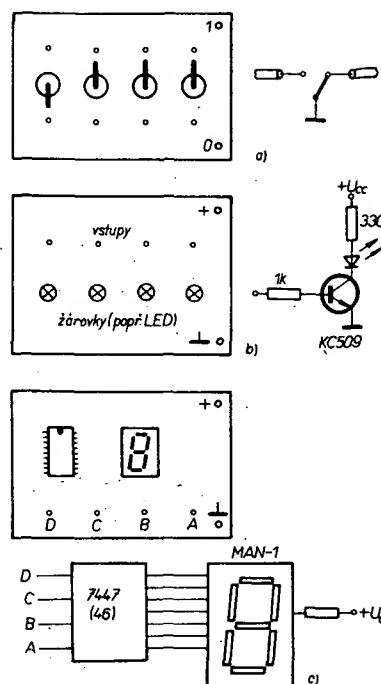 1
0
a)
+
vstupy
žárovky (popř. LED)
b)
+Ucc
330
1k
KC509
+
D C B A
MAN-1
D
C
B
A
7447
(46)
+U
c)